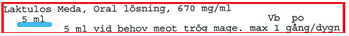 Laktulos Meda, Oral lösning, 670 mg/ml
5 ml Vb po
5 ml vid behov meot trög mage. max 1 gång/dygn